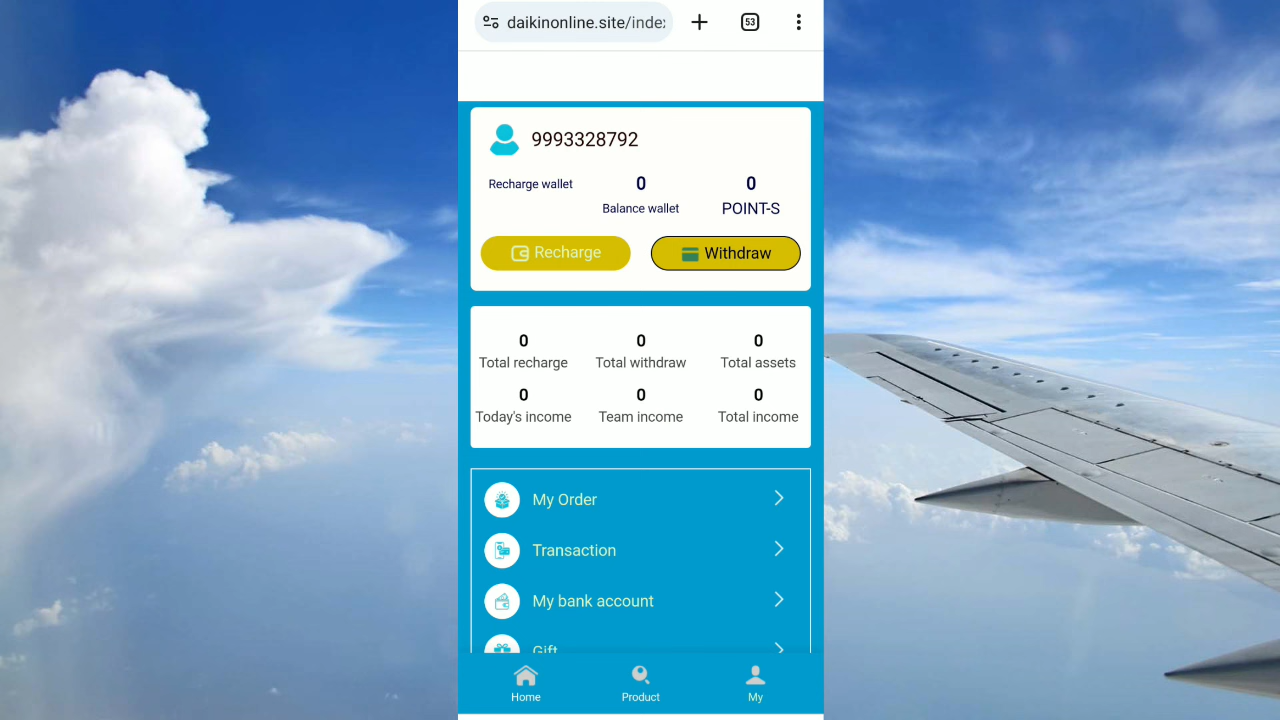 daikinonline.site/index
53
9993328792
Recharge wallet
0
Balance wallet
0
POINT-S
Recharge
Withdraw
0
Total recharge
0
Total withdraw
0
Total assets
0
Today's income
0
Team income
0
Total income
My Order
Transaction
My bank account
Gift
Home
Product
My